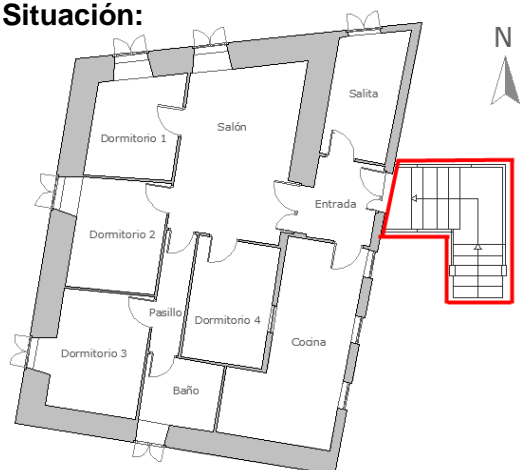 Situación:
N
Salita
Dormitorio 1
Salón
Entrada
Dormitorio 2
Pasillo
Dormitorio 4
Cocina
Dormitorio 3
Baño